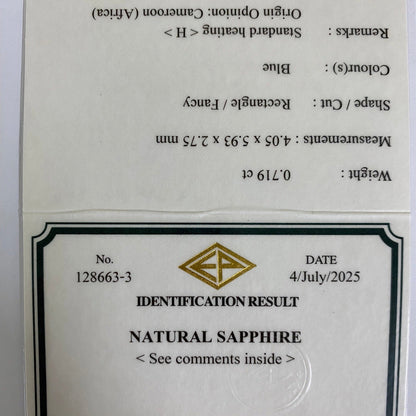 Weight : 0.719 ct
Measurements : 4.05 x 5.93 x 2.75 mm
Shape / Cut : Rectangle / Fancy
Colour(s) : Blue
Remarks : Standard heating < H >
Origin Opinion: Cameroon (Africa)
No. EP DATE
128663-3 4/July/2025
IDENTIFICATION RESULT
NATURAL SAPPHIRE
< See comments inside >